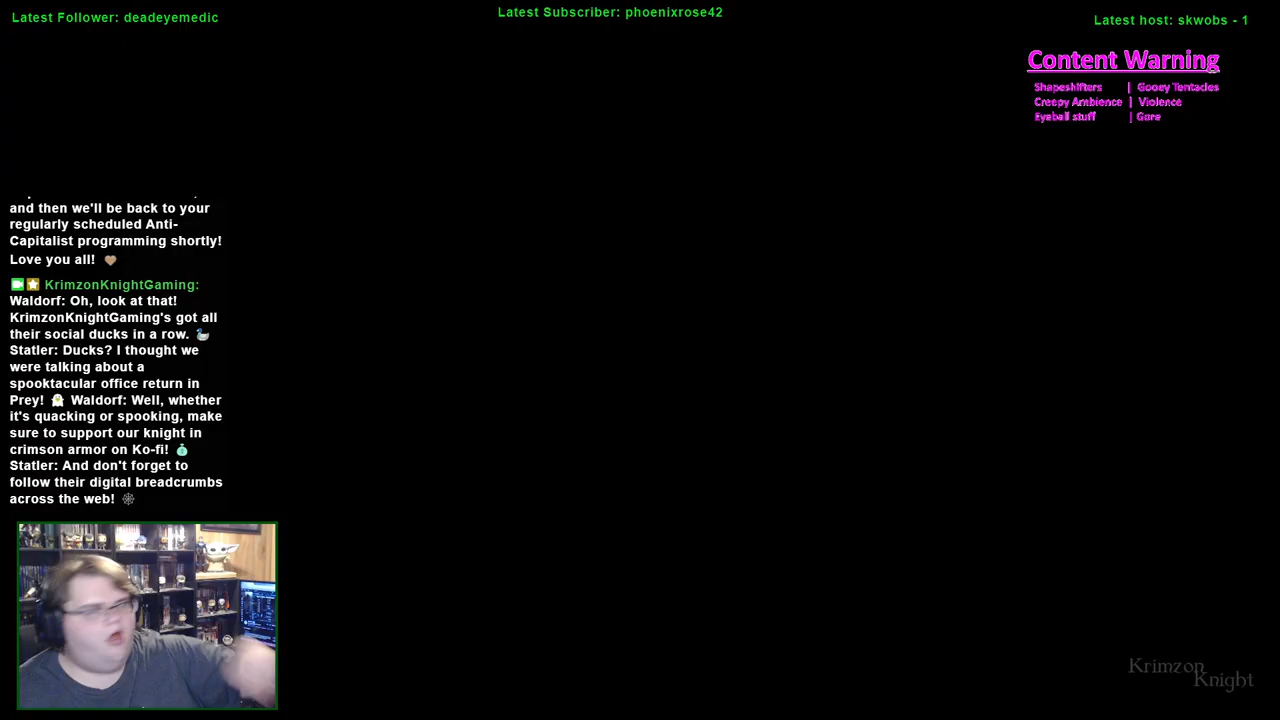 Latest Follower: deadeyemedic
Latest Subscriber: phoenixrose42
Latest host: skwobs - 1
Content Warning
Shapeshifters | Gooey Tentacles
Creepy Ambience | Violence
Eyeball stuff | Gore
and then we'll be back to your
regularly scheduled Anti-
Capitalist programming shortly!
Love you all! 🤎
KrimzonKnightGaming:
Waldorf: Oh, look at that!
KrimzonKnightGaming's got all
their social ducks in a row. 🦆
Statler: Ducks? I thought we
were talking about a
spooktacular office return in
Prey! 👻 Waldorf: Well, whether
it's quacking or spooking, make
sure to support our knight in
crimson armor on Ko-fi! 💰
Statler: And don't forget to
follow their digital breadcrumbs
across the web! 🕸
Krimzon
Knight